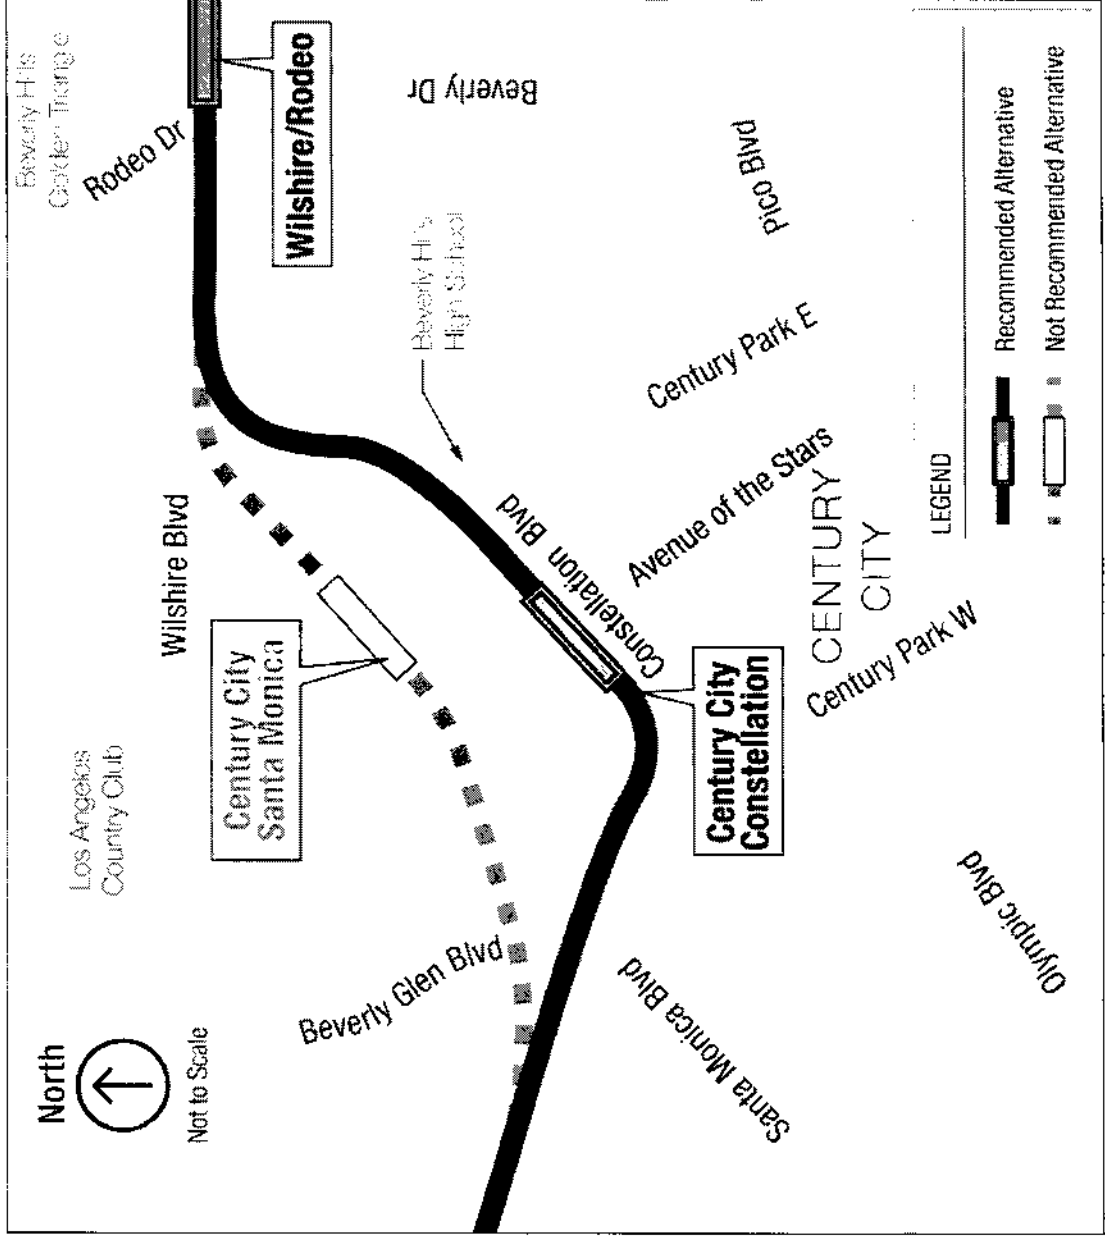 North
Not to Scale
Los Angeles
Country Club
Beverly Hills
Golden Triangle
Rodeo Dr
Wilshire Blvd
Wilshire/Rodeo
Century City
Santa Monica
Beverly Glen Blvd
Beverly Hills
High School
Beverly Dr
Constellation Blvd
Santa Monica Blvd
Century City
Constellation
Avenue of the Stars
Century Park E
Pico Blvd
CENTURY
CITY
Century Park W
Olympic Blvd
LEGEND
Recommended Alternative
Not Recommended Alternative